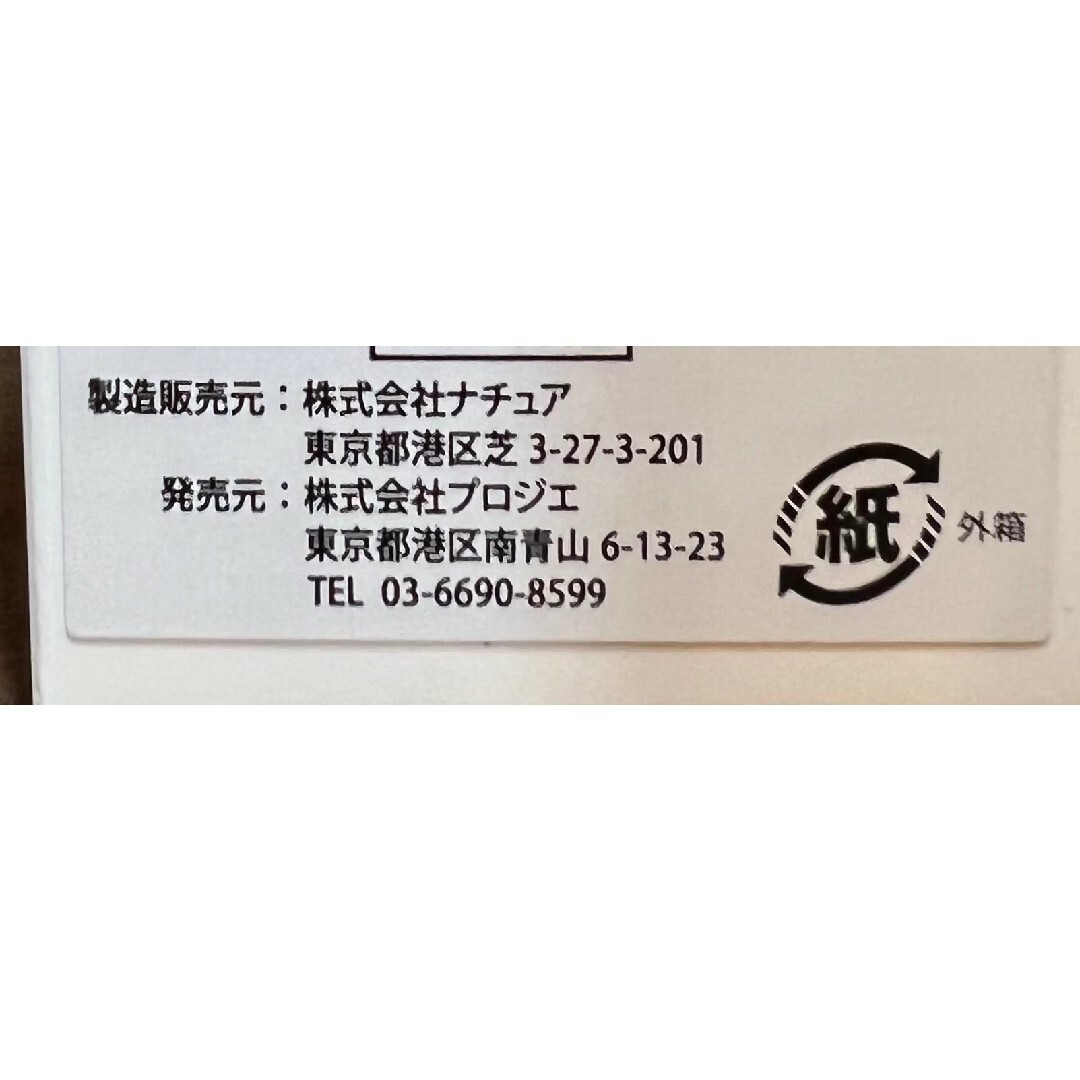 製造販売元：株式会社ナチュア
東京都港区芝 3-27-3-201
発売元：株式会社プロジエ
東京都港区南青山 6-13-23
TEL 03-6690-8599
紙
外箱